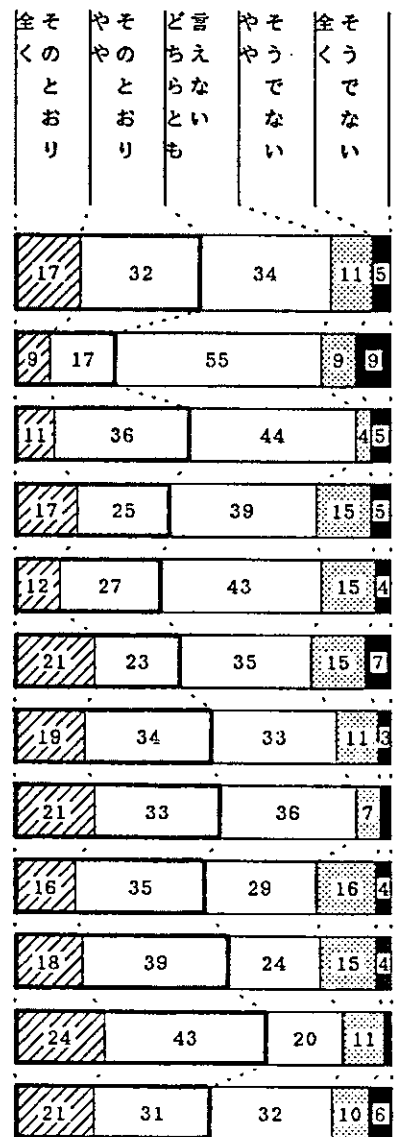 全く
そのとおり
やや
そのとおり
どちらとも
言えない
やや
そうでない
全く
そうでない
17 32 34 11 5
9 17 55 9 9
11 36 44 4 5
17 25 39 15 5
12 27 43 15 4
21 23 35 15 7
19 34 33 11 3
21 33 36 7
16 35 29 16 4
18 39 24 15 4
24 43 20 11
21 31 32 10 6